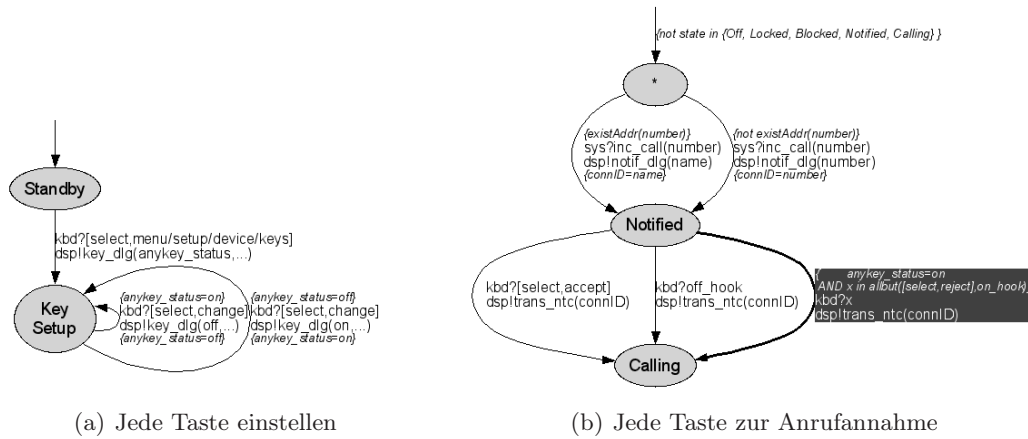 Standby
kbd?[select,menu/setup/device/keys]
dsp!key_dlg(anykey_status,...)
Key
Setup
{anykey_status=on}
kbd?[select,change]
dsp!key_dlg(off,...)
{anykey_status=off}
{anykey_status=off}
kbd?[select,change]
dsp!key_dlg(on,...)
{anykey_status=on}
(a) Jede Taste einstellen
{not state in {Off, Locked, Blocked, Notified, Calling} }
*
{existAddr(number)}
sys?inc_call(number)
dsp!notif_dlg(name)
{connID=name}
{not existAddr(number)}
sys?inc_call(number)
dsp!notif_dlg(number)
{connID=number}
Notified
kbd?[select,accept]
dsp!trans_ntc(connID)
kbd?off_hook
dsp!trans_ntc(connID)
{ anykey_status=on
AND x in allbut([select,reject],on_hook)
kbd?x
dsp!trans_ntc(connID)
Calling
(b) Jede Taste zur Anrufannahme